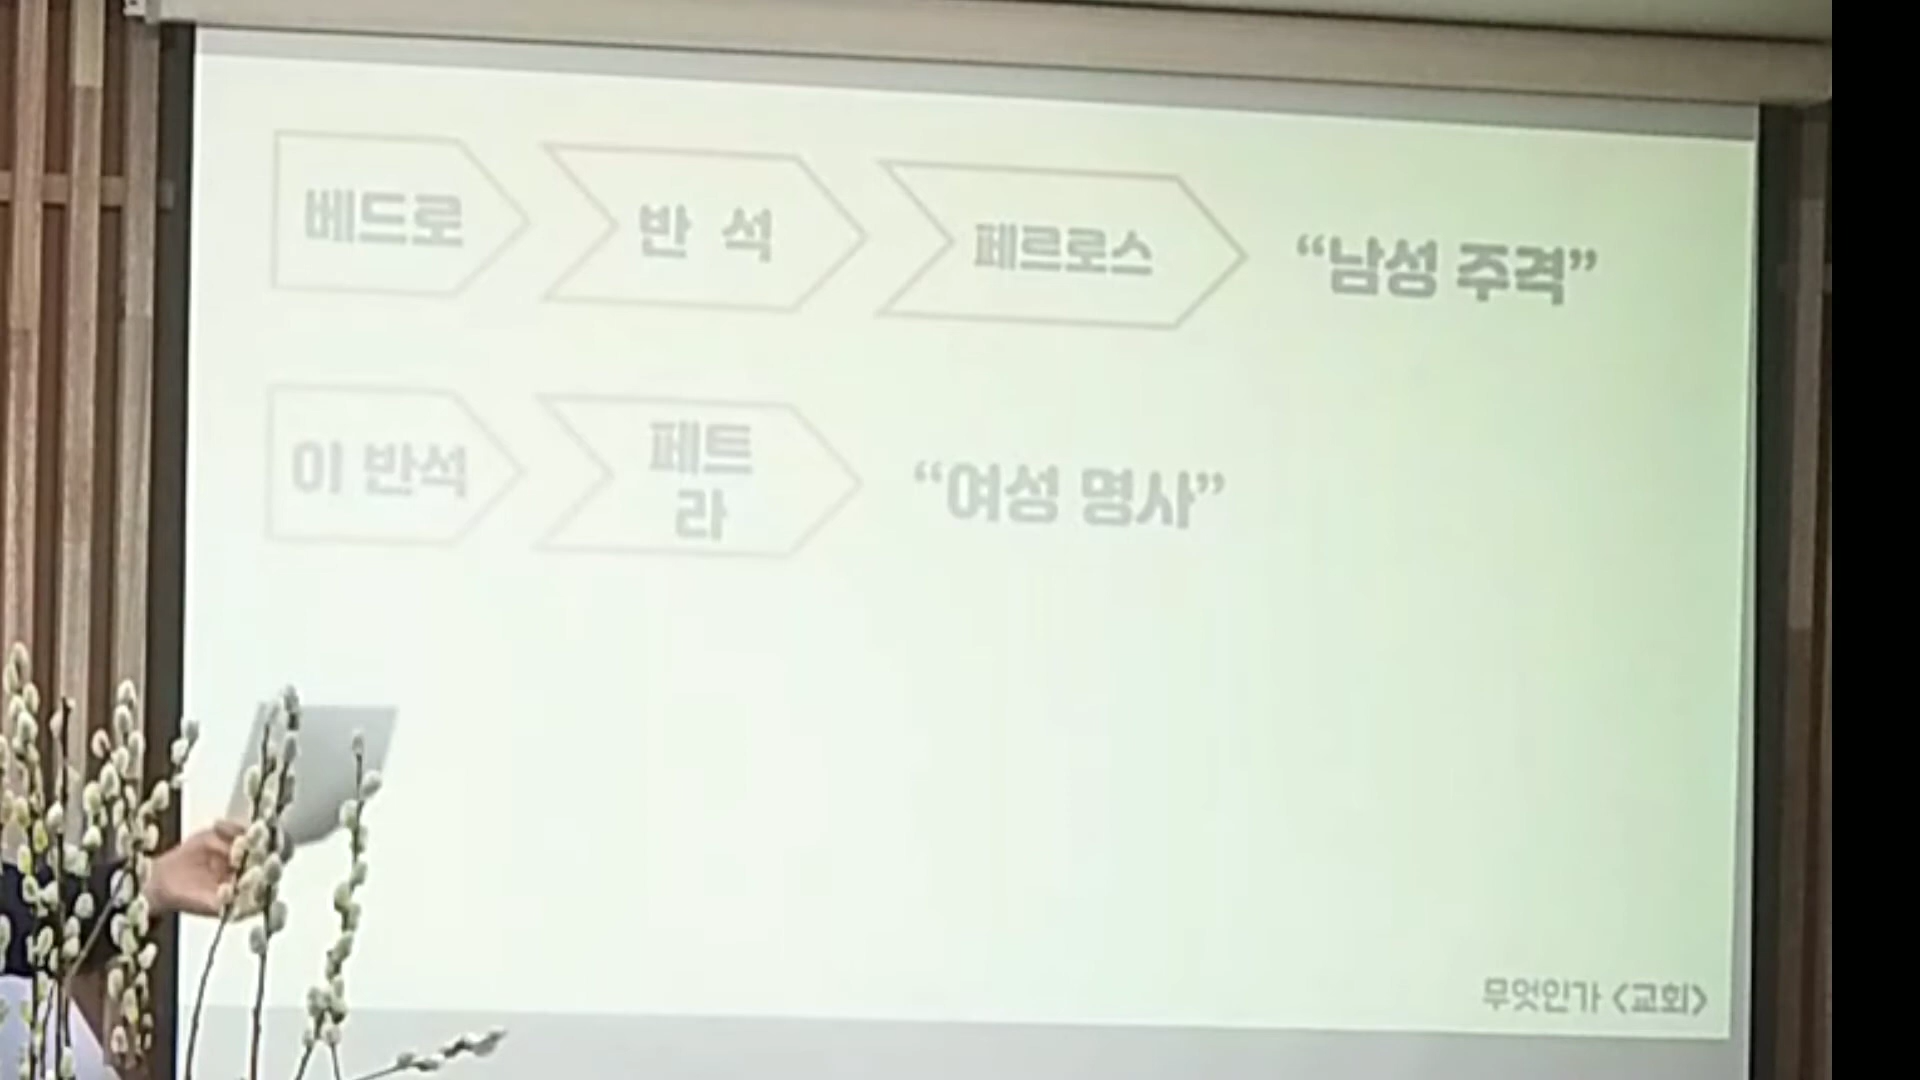 베드로
반 석
페르로스
“남성 주격”
이 반석
페트
라
“여성 명사”
무엇인가 <교회>